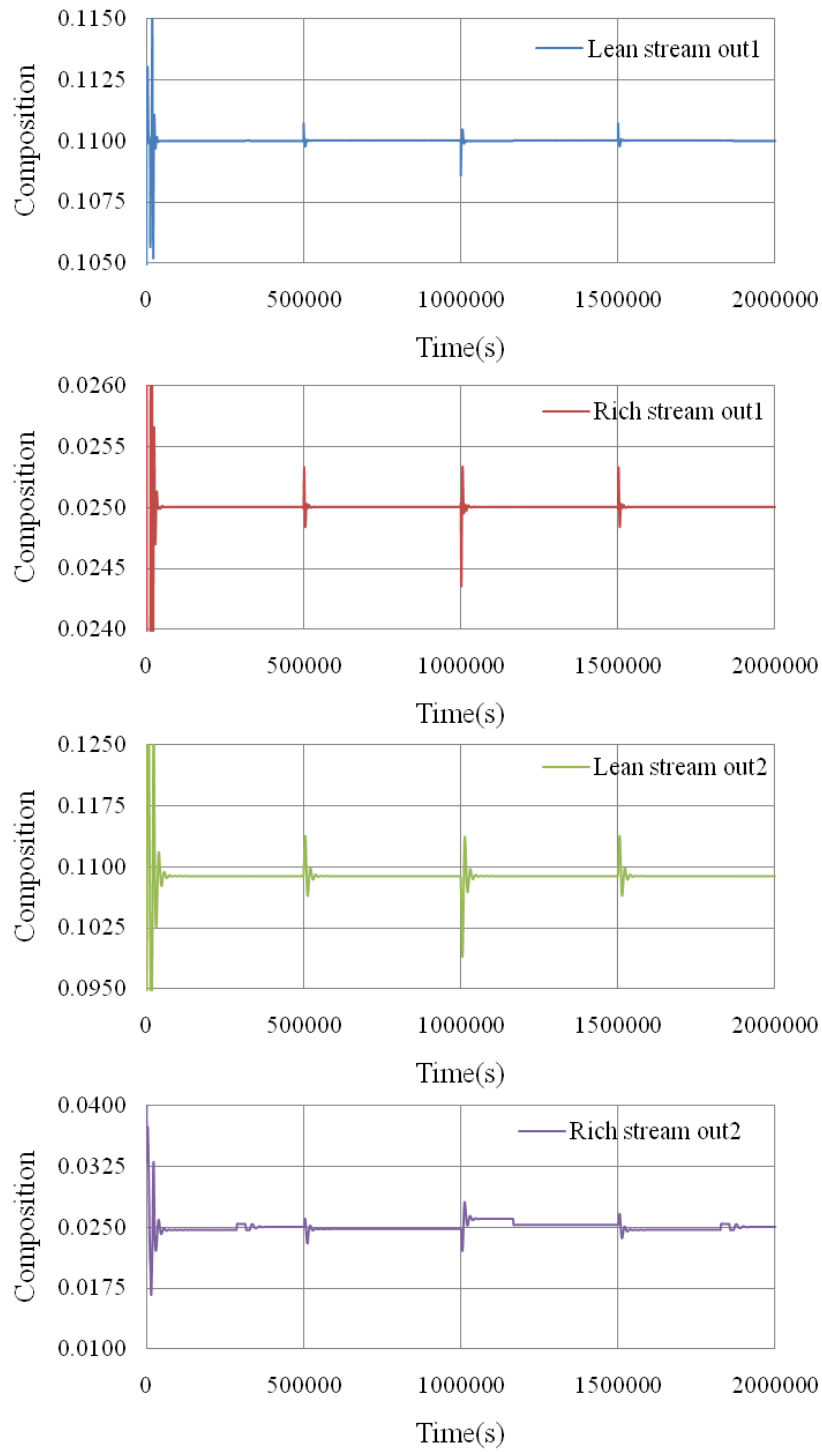 0.1150
Lean stream out1
0.1125
0.1100
0.1075
0.1050
Composition
0 500000 1000000 1500000 2000000
Time(s)
0.0260
Rich stream out1
0.0255
0.0250
0.0245
0.0240
Composition
0 500000 1000000 1500000 2000000
Time(s)
0.1250
Lean stream out2
0.1175
0.1100
0.1025
0.0950
Composition
0 500000 1000000 1500000 2000000
Time(s)
0.0400
Rich stream out2
0.0325
0.0250
0.0175
0.0100
Composition
0 500000 1000000 1500000 2000000
Time(s)